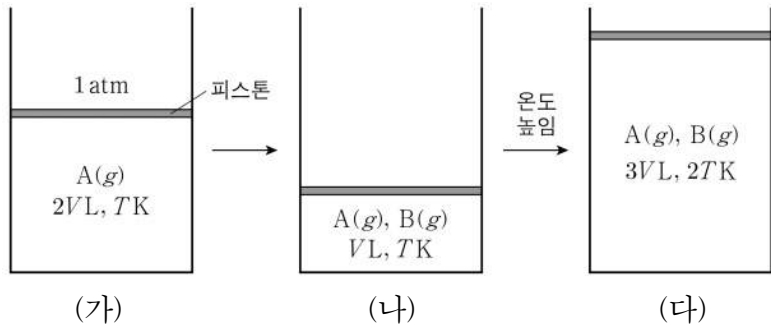 1 atm
피스톤
A(g)
2V L, T K
(가)
A(g), B(g)
V L, T K
(나)
온도
높임
A(g), B(g)
3V L, 2T K
(다)